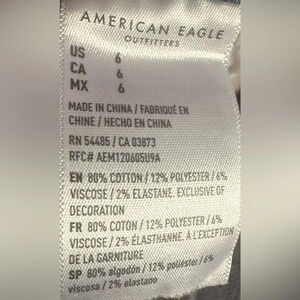 AMERICAN EAGLE
OUTFITTERS
US 6
CA 6
MX 6
MADE IN CHINA / FABRIQUÉ EN
CHINE / HECHO EN CHINA
RN 54485 / CA 03873
RFC# AEM120605U9A
EN 80% COTTON / 12% POLYESTER / 6%
VISCOSE / 2% ELASTANE, EXCLUSIVE OF
DECORATION
FR 80% COTON / 12% POLYESTER / 6%
VISCOSE / 2% ÉLASTHANNE, À L'EXCEPTION
DE LA GARNITURE
SP 80% algodón / 12% poliéster / 6%
viscosa / 2% elastano